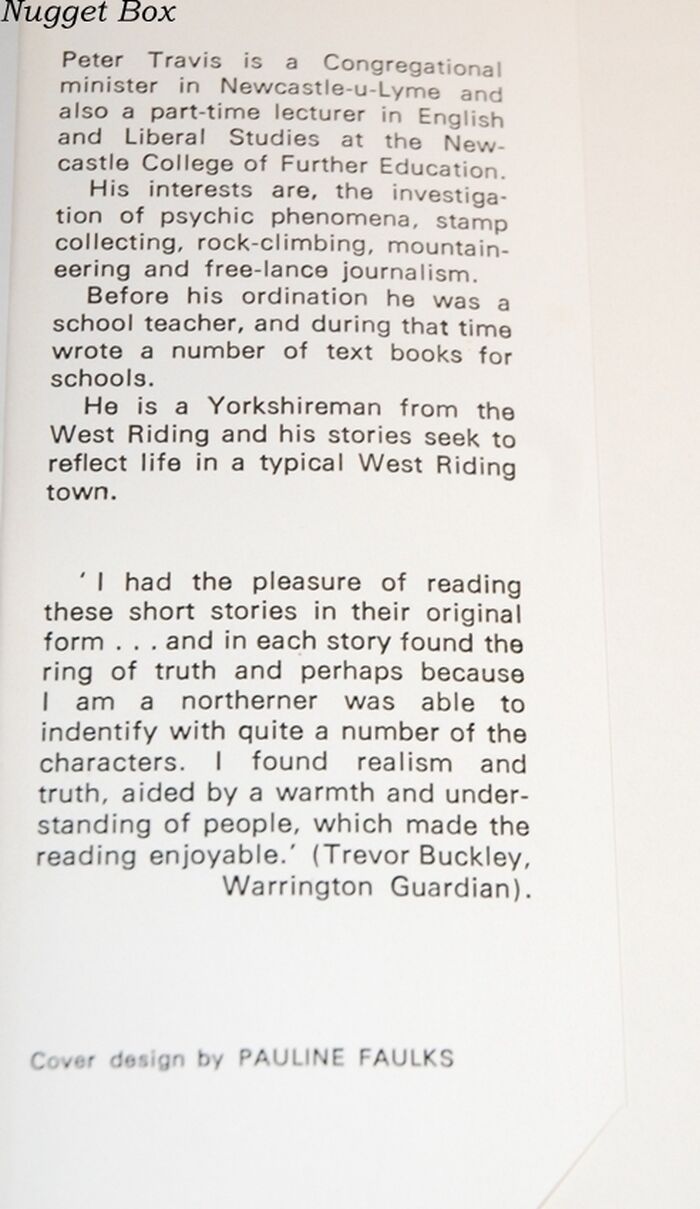 Nugget Box
Peter Travis is a Congregational
minister in Newcastle-u-Lyme and
also a part-time lecturer in English
and Liberal Studies at the New-
castle College of Further Education.
His interests are, the investiga-
tion of psychic phenomena, stamp
collecting, rock-climbing, mountain-
eering and free-lance journalism.
Before his ordination he was a
school teacher, and during that time
wrote a number of text books for
schools.
He is a Yorkshireman from the
West Riding and his stories seek to
reflect life in a typical West Riding
town.
‘I had the pleasure of reading
these short stories in their original
form . . . and in each story found the
ring of truth and perhaps because
I am a northerner was able to
indentify with quite a number of the
characters. I found realism and
truth, aided by a warmth and under-
standing of people, which made the
reading enjoyable.’ (Trevor Buckley,
Warrington Guardian).
Cover design by PAULINE FAULKS